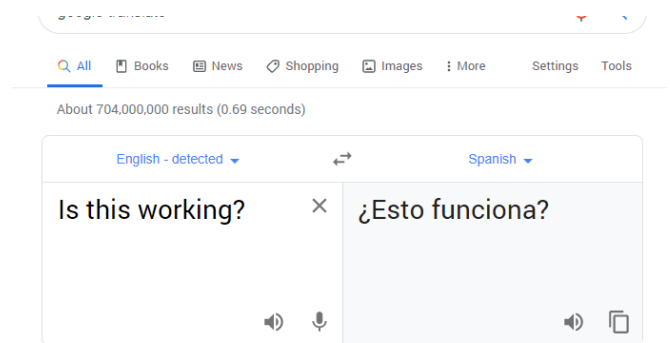 All Books News Shopping Images More Settings Tools
About 704,000,000 results (0.69 seconds)
English - detected Spanish
Is this working? ¿Esto funciona?